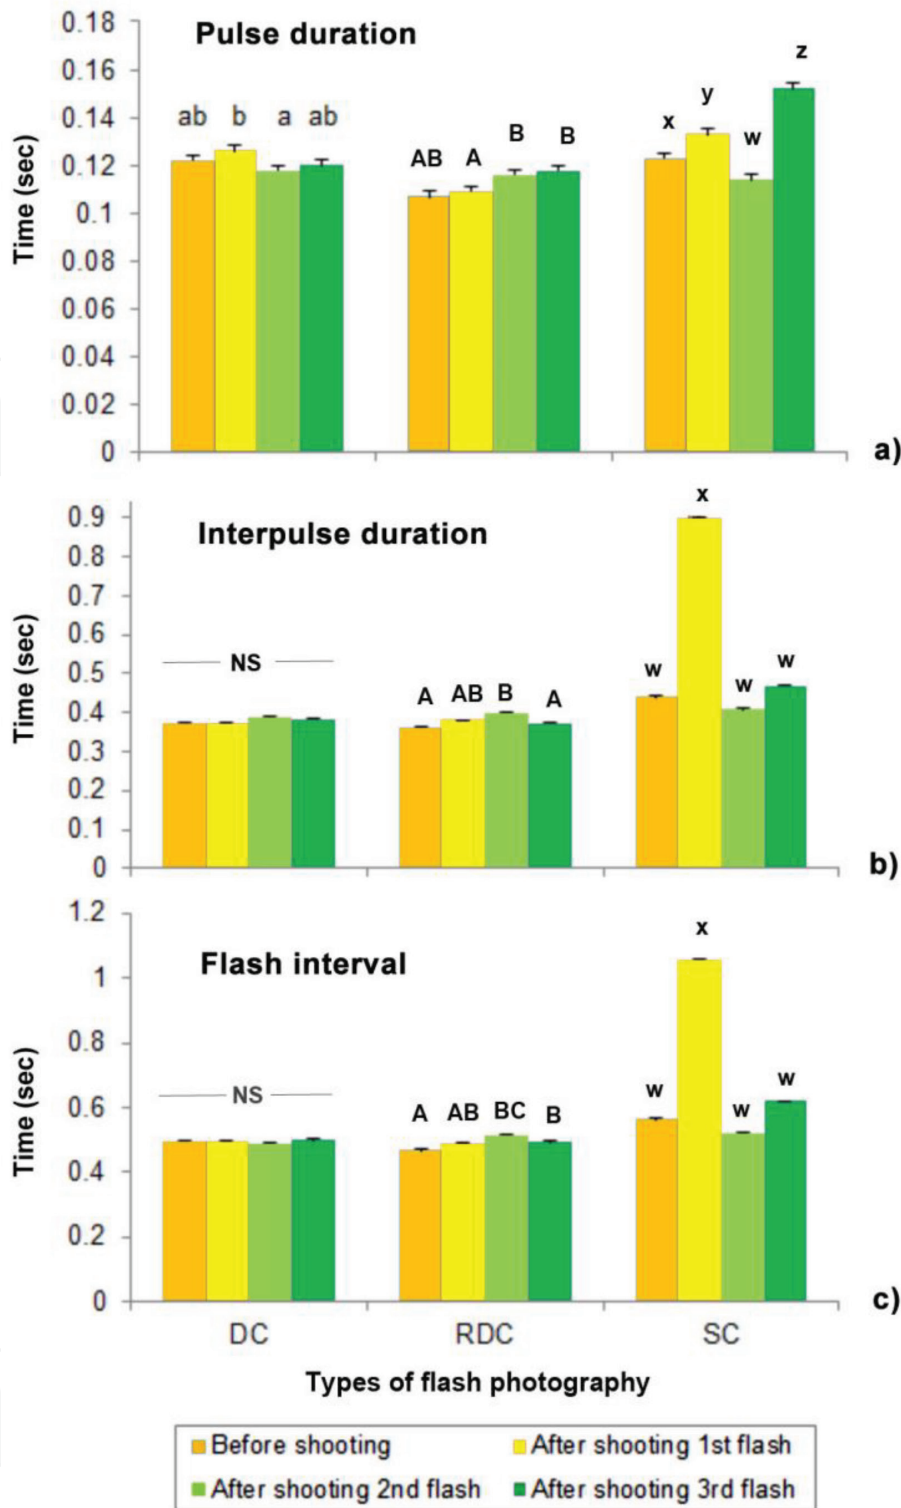 Pulse duration
Time (sec)
0.18
0.16
0.14
0.12
0.1
0.08
0.06
0.04
0.02
0
ab b a ab
AB A B B
x y w z
a)
Interpulse duration
Time (sec)
0.9
0.8
0.7
0.6
0.5
0.4
0.3
0.2
0.1
0
NS
A AB B A
w x w w
b)
Flash interval
Time (sec)
1.2
1
0.8
0.6
0.4
0.2
0
NS
A AB BC B
w x w w
c)
DC RDC SC
Types of flash photography
Before shooting After shooting 1st flash
After shooting 2nd flash After shooting 3rd flash